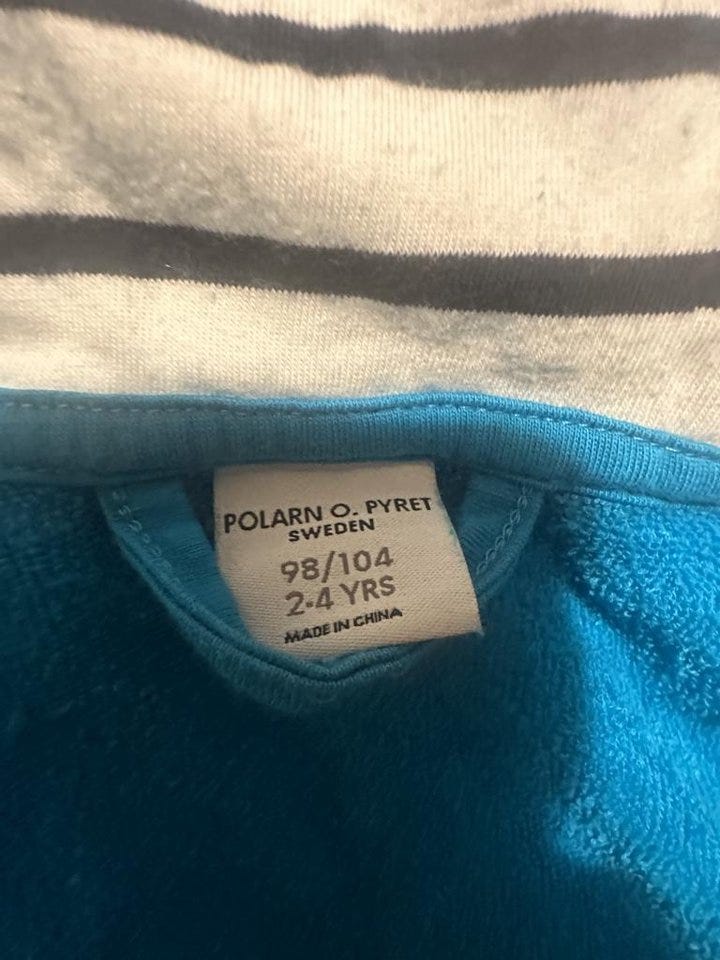 POLARN O. PYRET
SWEDEN
98/104
2-4 YRS
MADE IN CHINA